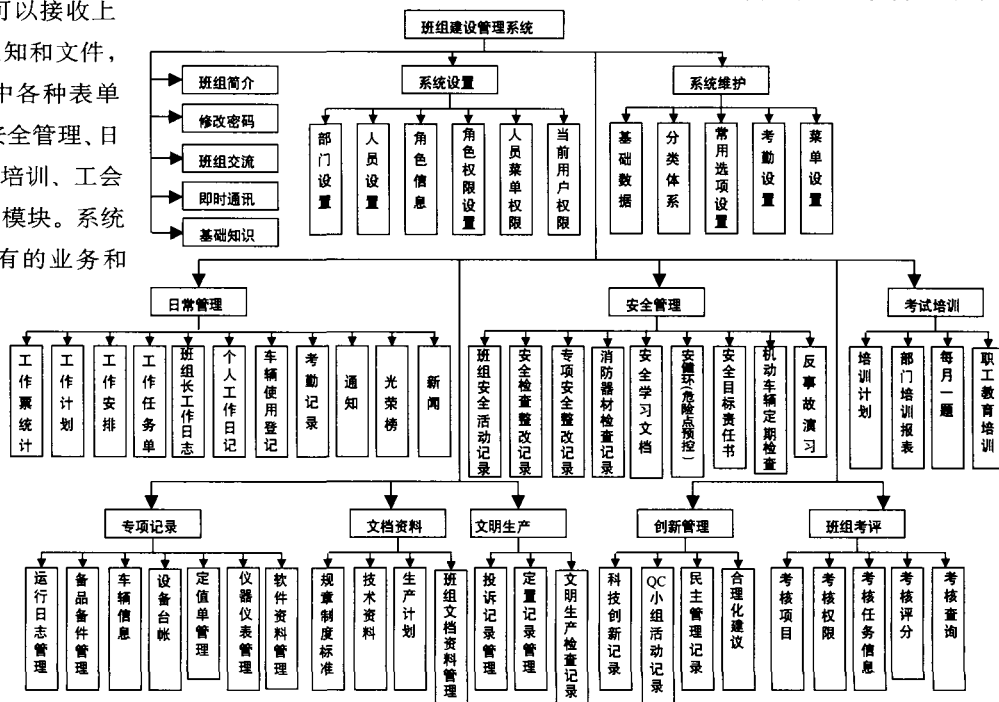 可以接收上
知和文件，
中各种表单
安全管理、日
培训、工会
模块。系统
有的业务和
班组建设管理系统
班组简介
修改密码
班组交流
即时通讯
基础知识
系统设置
部门设置
人员设置
角色信息
角色权限设置
人员菜单权限
当前用户权限
系统维护
基础数据
分类体系
常用选项设置
考勤设置
菜单设置
日常管理
工作票统计
工作计划
工作安排
工作任务单
班组长工作日志
个人工作日记
车辆使用登记
考勤记录
通知
光荣榜
新闻
安全管理
班组安全活动记录
安全检查整改记录
专项安全整改记录
消防器材检查记录
安全学习文档
安健环(危险点预控)
安全目标责任书
机动车辆定期检查
反事故演习
考试培训
培训计划
部门培训报表
每月一题
职工教育培训
专项记录
运行日志管理
备品备件管理
车辆信息
设备台帐
定值单管理
仪器仪表管理
软件资料管理
文档资料
规章制度标准
技术资料
生产计划
班组文档资料管理
文明生产
投诉记录管理
定置记录管理
文明生产检查记录
创新管理
科技创新记录
QC小组活动记录
民主管理记录
合理化建议
班组考评
考核项目
考核权限
考核任务信息
考核评分
考核查询